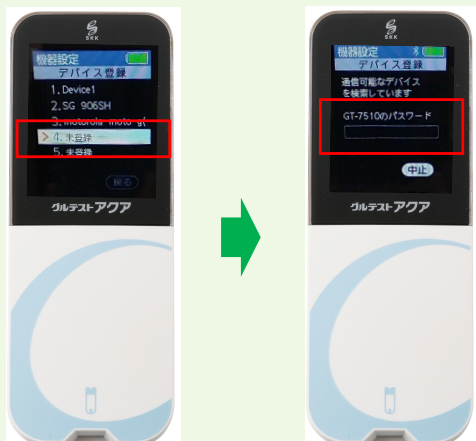 SKK
機器設定
デバイス登録
1.Device1
2.SG 906SH
3.motorola moto g(
> 4.未登録
5.未登録
戻る
グルテストアクア
SKK
機器設定
デバイス登録
通信可能なデバイス
を検索しています
GT-7510のパスワード
中止
グルテストアクア